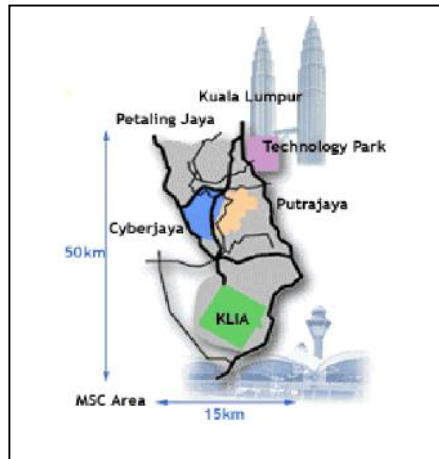 Kuala Lumpur
Petaling Jaya
Technology Park
Putrajaya
Cyberjaya
50km
KLIA
MSC Area
15km